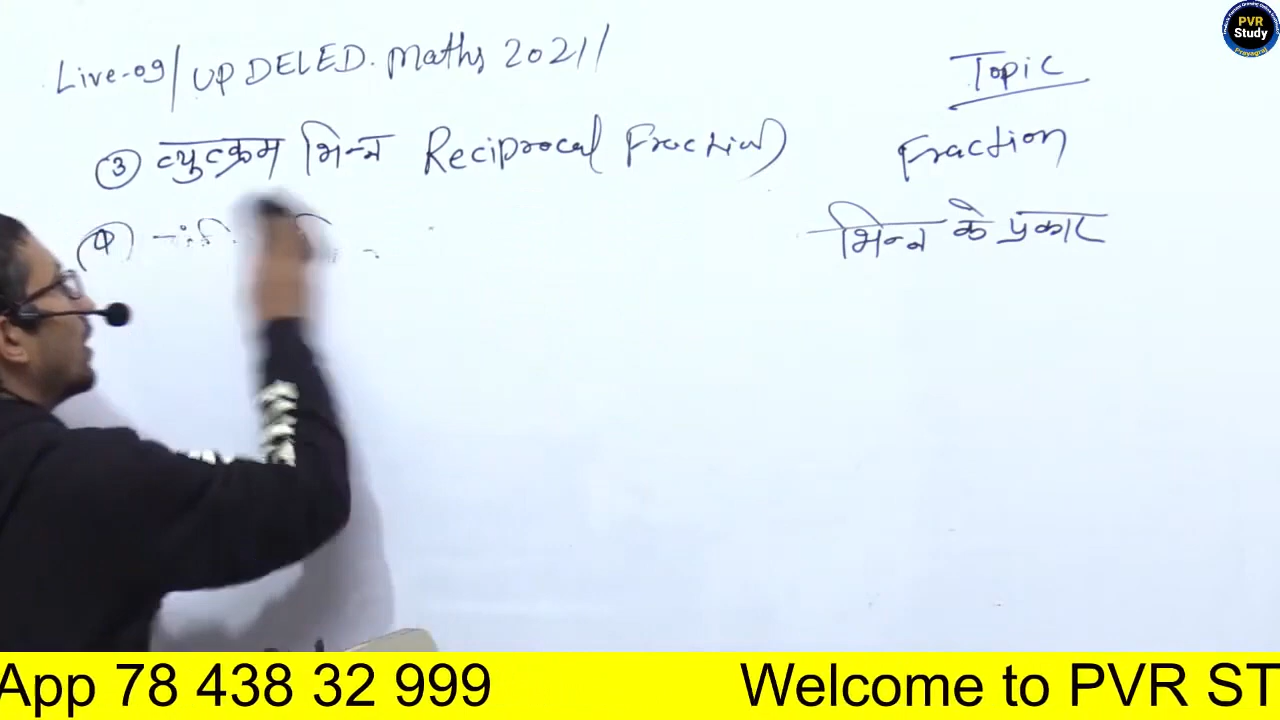 Live-09/ UP DELED. Maths 2021/
Topic
③ व्युत्क्रम भिन्न Reciprocal Fraction)
Fraction
भिन्न के प्रकार
PVR
Study
Prayagraj
App 78 438 32 999 Welcome to PVR ST